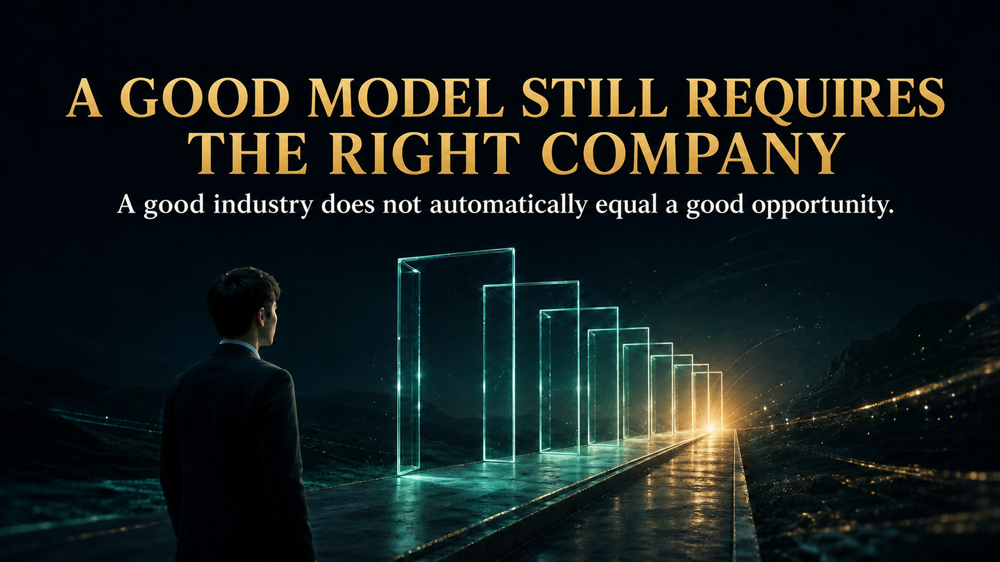 A GOOD MODEL STILL REQUIRES
THE RIGHT COMPANY
A good industry does not automatically equal a good opportunity.